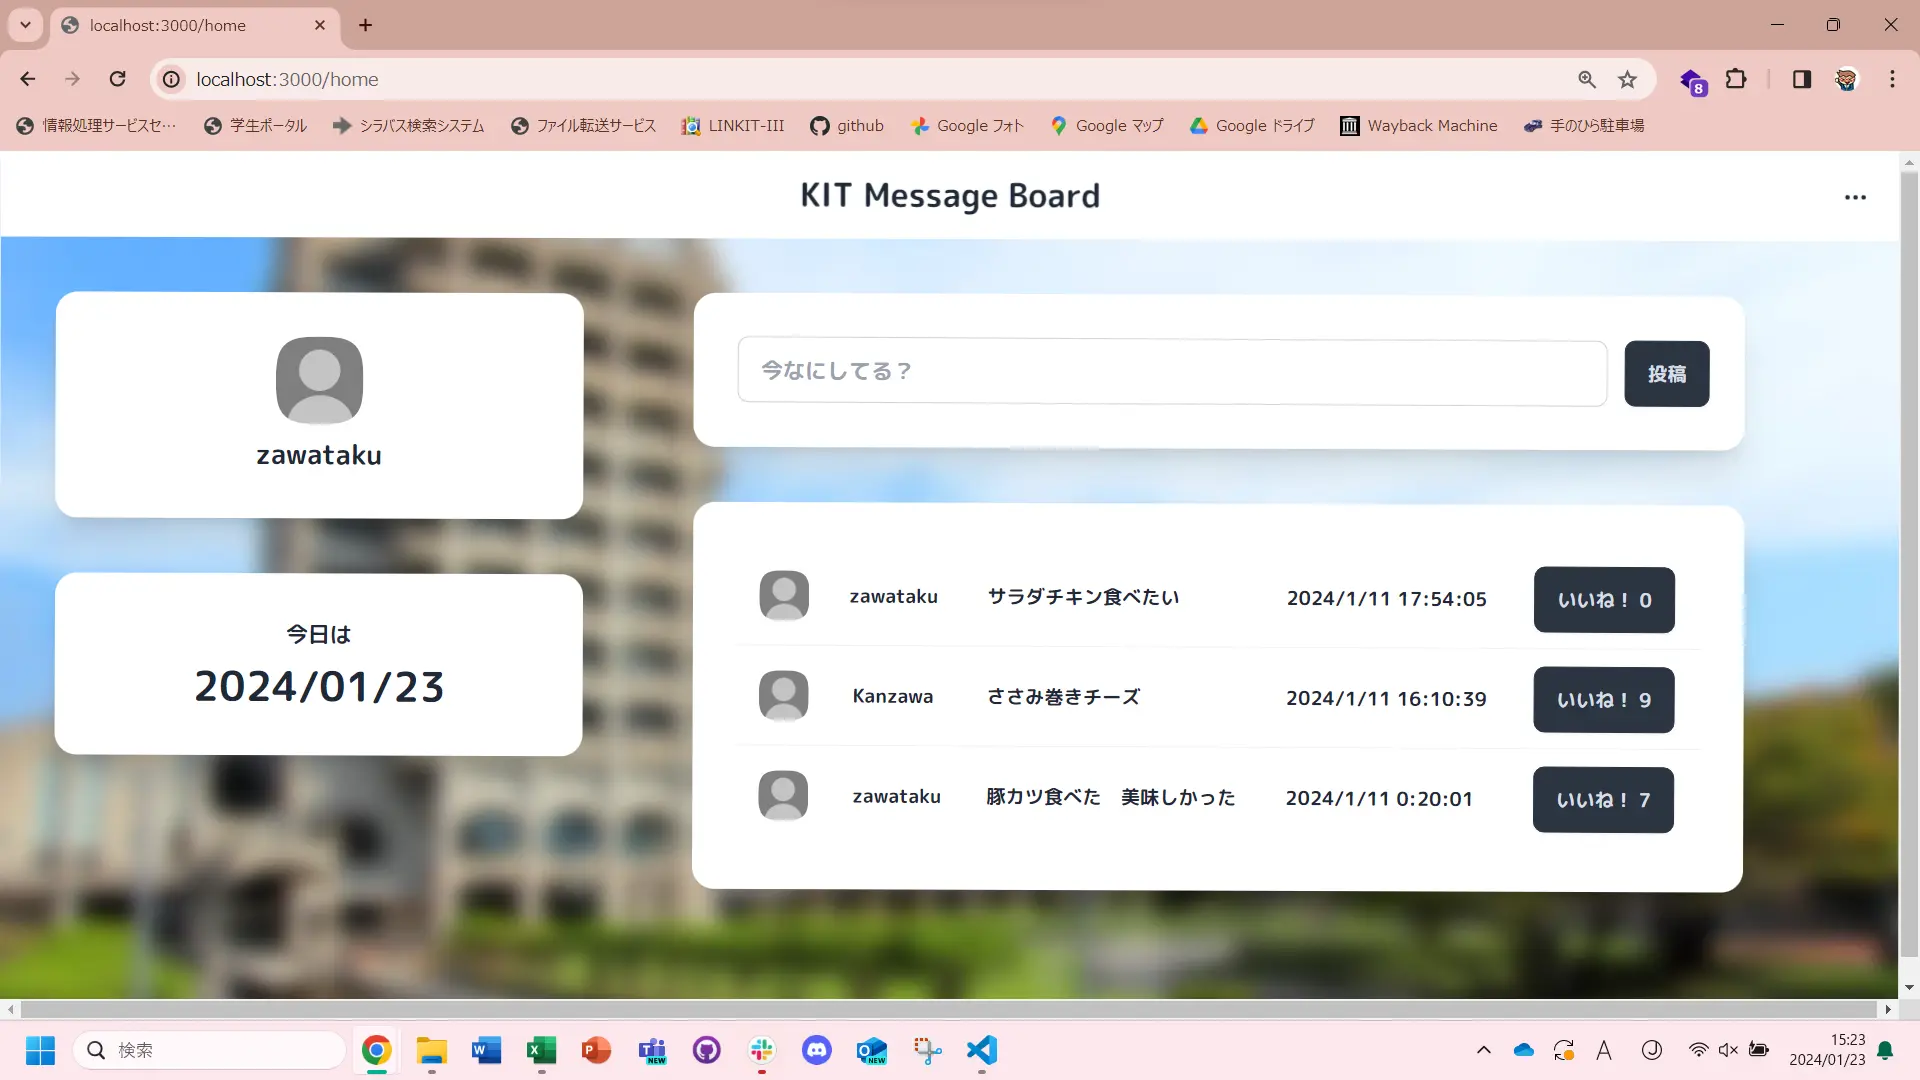 localhost:3000/home
localhost:3000/home
8
情報処理サービスセ…
学生ポータル
シラバス検索システム
ファイル転送サービス
LINKIT-III
github
Google フォト
Google マップ
Google ドライブ
Wayback Machine
手のひら駐車場
KIT Message Board
zawataku
今日は
2024/01/23
今なにしてる？
投稿
zawataku サラダチキン食べたい 2024/1/11 17:54:05 いいね！ 0
Kanzawa ささみ巻きチーズ 2024/1/11 16:10:39 いいね！ 9
zawataku 豚カツ食べた　美味しかった 2024/1/11 0:20:01 いいね！ 7
検索
W
X
P
T
NEW
O
NEW
A
J
15:23
2024/01/23